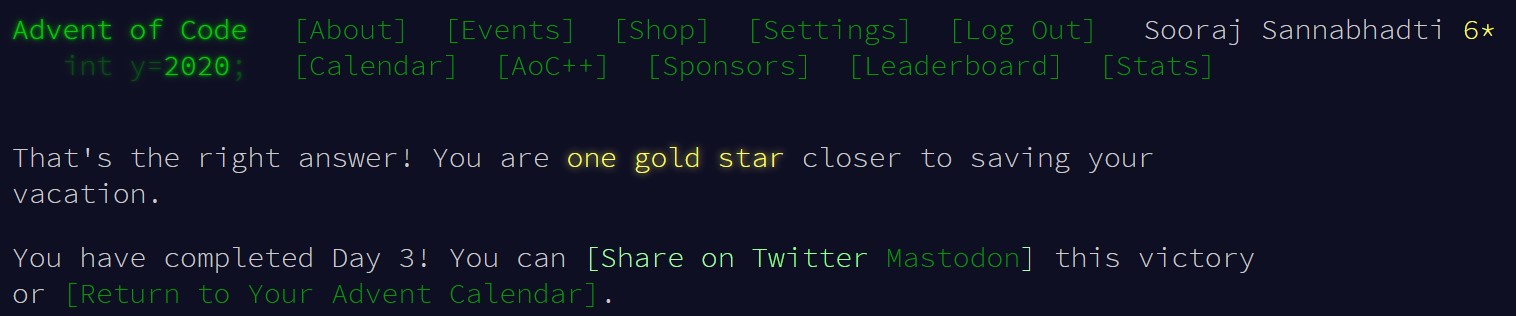 Advent of Code [About] [Events] [Shop] [Settings] [Log Out] Sooraj Sannabhadti 6*
int y=2020; [Calendar] [AoC++] [Sponsors] [Leaderboard] [Stats]
That's the right answer! You are one gold star closer to saving your
vacation.
You have completed Day 3! You can [Share on Twitter Mastodon] this victory
or [Return to Your Advent Calendar].